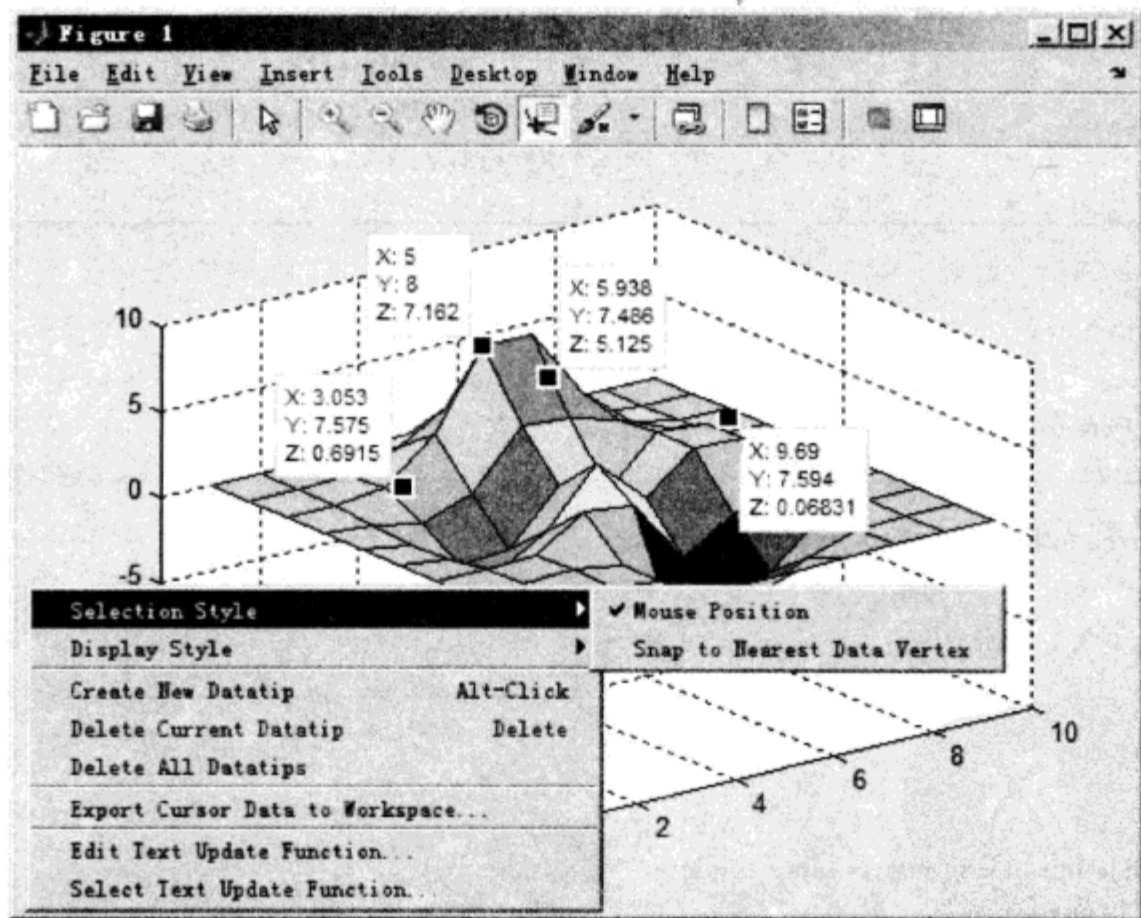 Figure 1
File Edit View Insert Tools Desktop Window Help
X: 5
Y: 8
Z: 7.162
X: 5.938
Y: 7.486
Z: 5.125
X: 3.053
Y: 7.575
Z: 0.6915
X: 9.69
Y: 7.594
Z: 0.06831
10
5
0
-5
Selection Style
Mouse Position
Display Style
Snap to Nearest Data Vertex
Create New Datatip Alt-Click
Delete Current Datatip Delete
Delete All Datatips
Export Cursor Data to Workspace...
Edit Text Update Function...
Select Text Update Function..
2
4
6
8
10